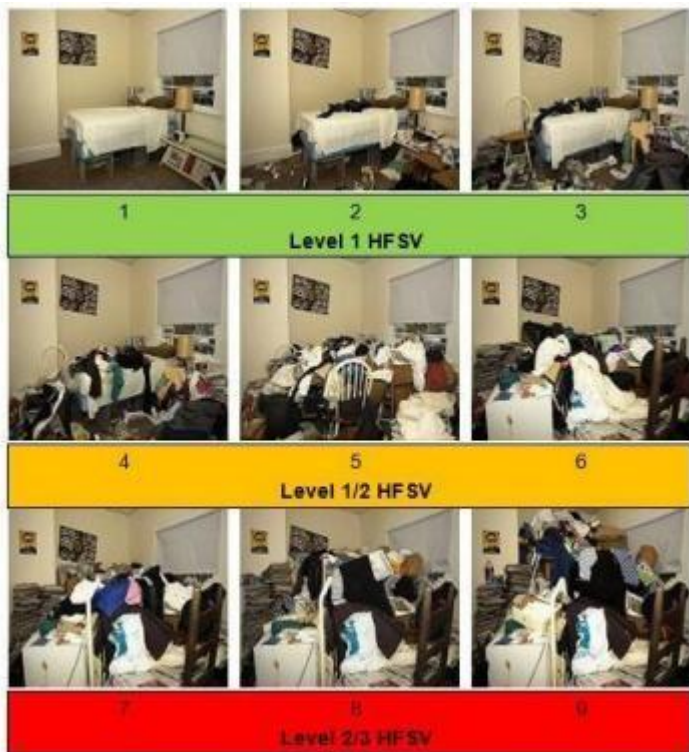 1 2 3
Level 1 HFSV
4 5 6
Level 1/2 HFSV
7 8 9
Level 2/3 HFSV